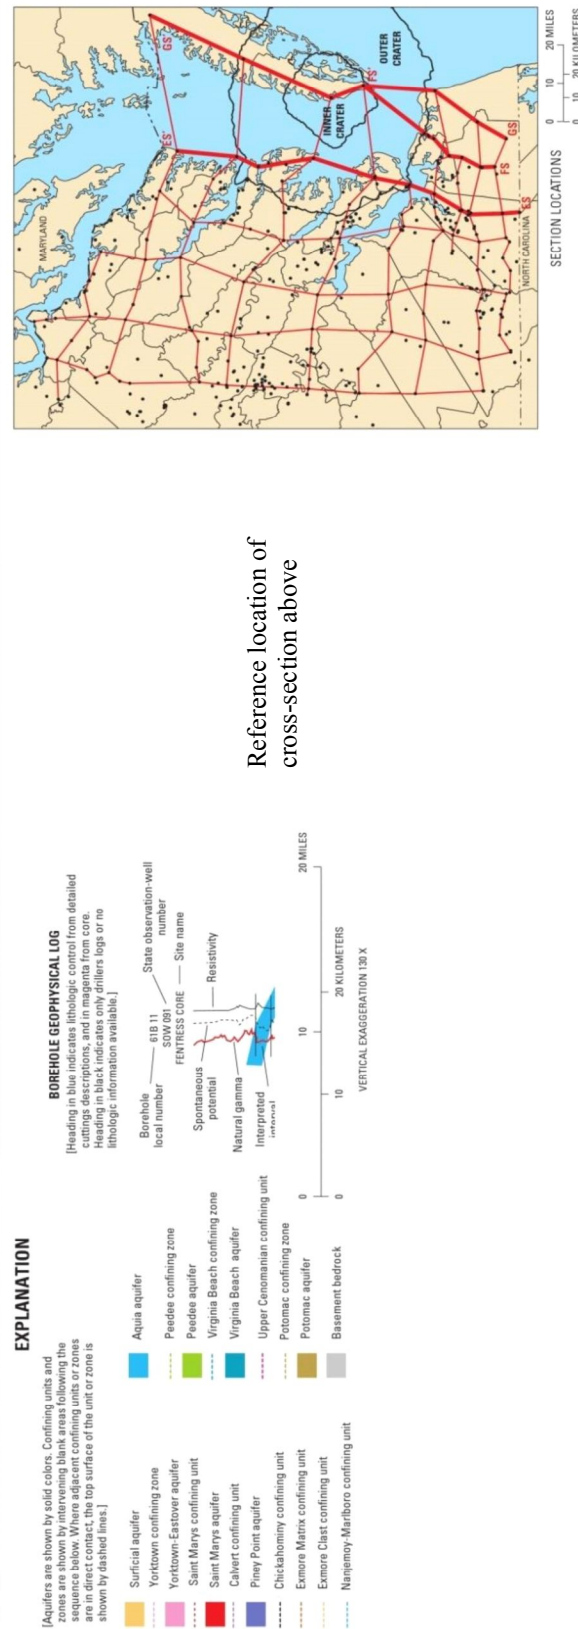 EXPLANATION
[Aquifers are shown by solid colors. Confining units and
zones are shown by intervening blank areas following the
sequence below. Where adjacent confining units or zones
are in direct contact, the top surface of the unit or zone is
shown by dashed lines.]
Surficial aquifer
Yorktown confining zone
Yorktown-Eastover aquifer
Saint Marys confining unit
Saint Marys aquifer
Calvert confining unit
Piney Point aquifer
Chickahominy confining unit
Exmore Matrix confining unit
Exmore Clast confining unit
Nanjemoy-Marlboro confining unit
Aquia aquifer
Peedee confining zone
Peedee aquifer
Virginia Beach confining zone
Virginia Beach aquifer
Upper Cenomanian confining unit
Potomac confining zone
Potomac aquifer
Basement bedrock
BOREHOLE GEOPHYSICAL LOG
[Heading in blue indicates lithologic control from detailed
cuttings descriptions, and in magenta from core.
Heading in black indicates only drillers logs or no
lithologic information available.]
Borehole
local number
61B 11
SOW 091
FENTRESS CORE
State observation-well
number
Site name
Spontaneous
potential
Resistivity
Natural gamma
Interpreted
interval
0 20 MILES
0 10 10 20 KILOMETERS
VERTICAL EXAGGERATION 130 X
Reference location of
cross-section above
MARYLAND
GS'
ES'
FS'
INNER
CRATER
OUTER
CRATER
GS
FS
ES
NORTH CAROLINA
SECTION LOCATIONS
0 10 20 MILES
0 10 20 KILOMETERS